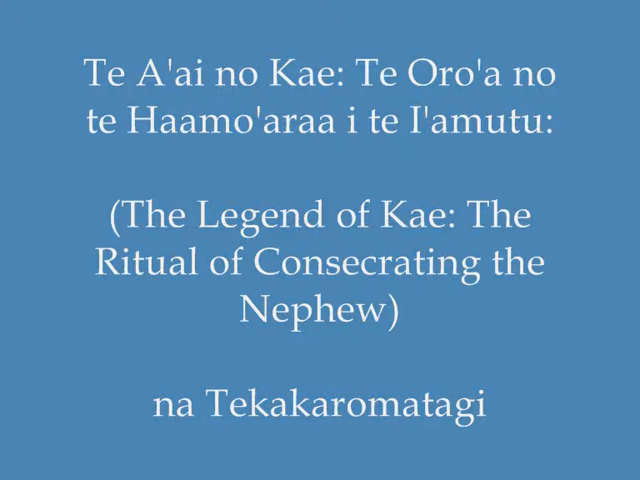 Te A'ai no Kae: Te Oro'a no
te Haamo'araa i te I'amutu:
(The Legend of Kae: The
Ritual of Consecrating the
Nephew)
na Tekakaromatagi